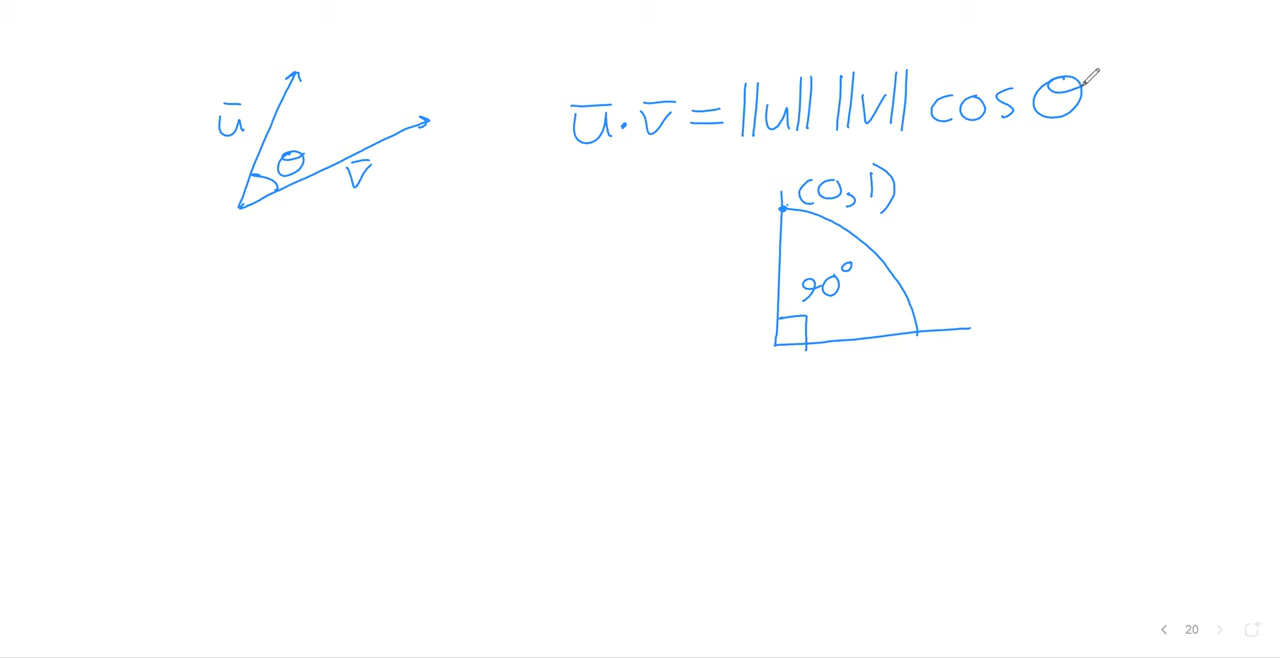 ū
θ
v̄
ū · v̄ = ||u|| ||v|| cos θ
(0, 1)
90°
20